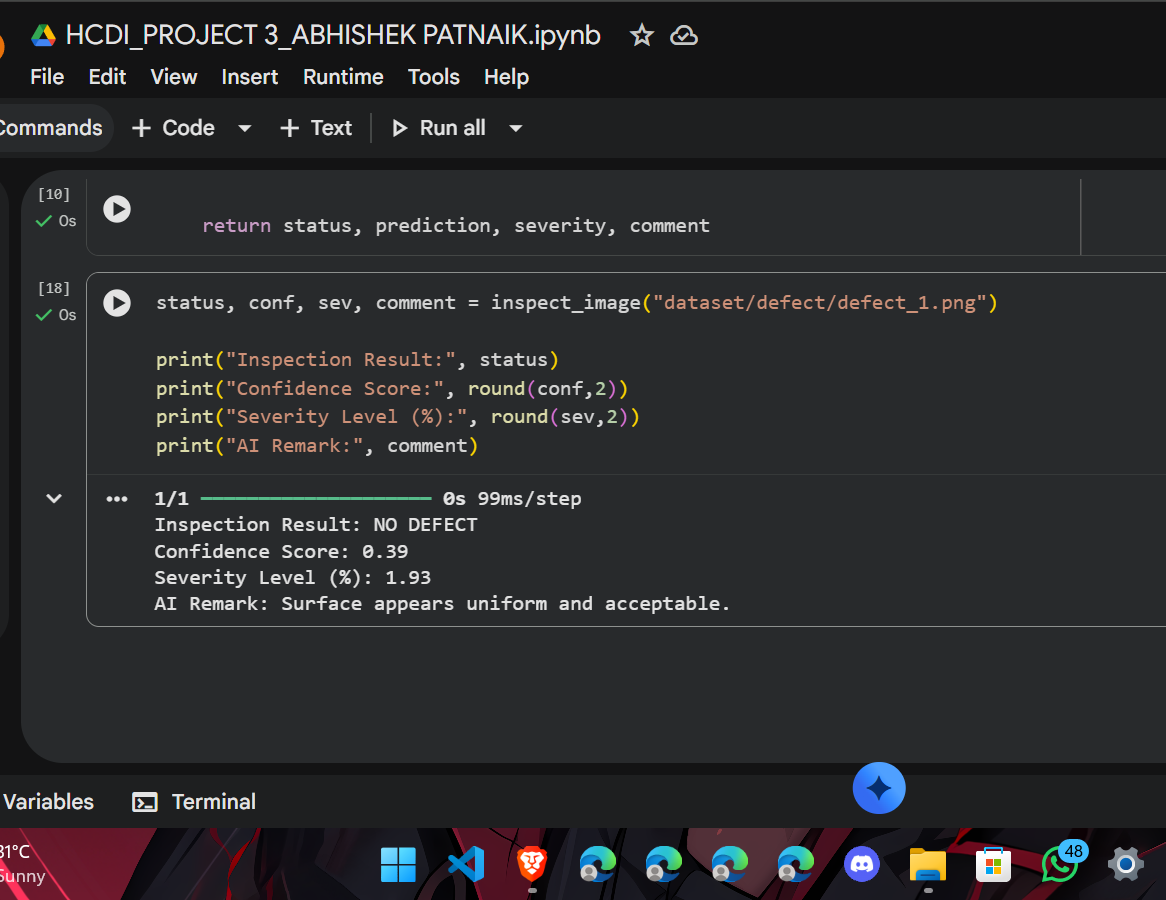 HCDI_PROJECT 3_ABHISHEK PATNAIK.ipynb
File Edit View Insert Runtime Tools Help
Commands + Code + Text Run all
[10]
0s
return status, prediction, severity, comment
[18]
0s
status, conf, sev, comment = inspect_image("dataset/defect/defect_1.png")
print("Inspection Result:", status)
print("Confidence Score:", round(conf,2))
print("Severity Level (%):", round(sev,2))
print("AI Remark:", comment)
1/1 ━━━━━━━━━━━━━━━━━━━━ 0s 99ms/step
Inspection Result: NO DEFECT
Confidence Score: 0.39
Severity Level (%): 1.93
AI Remark: Surface appears uniform and acceptable.
Variables Terminal
31°C
Sunny
48